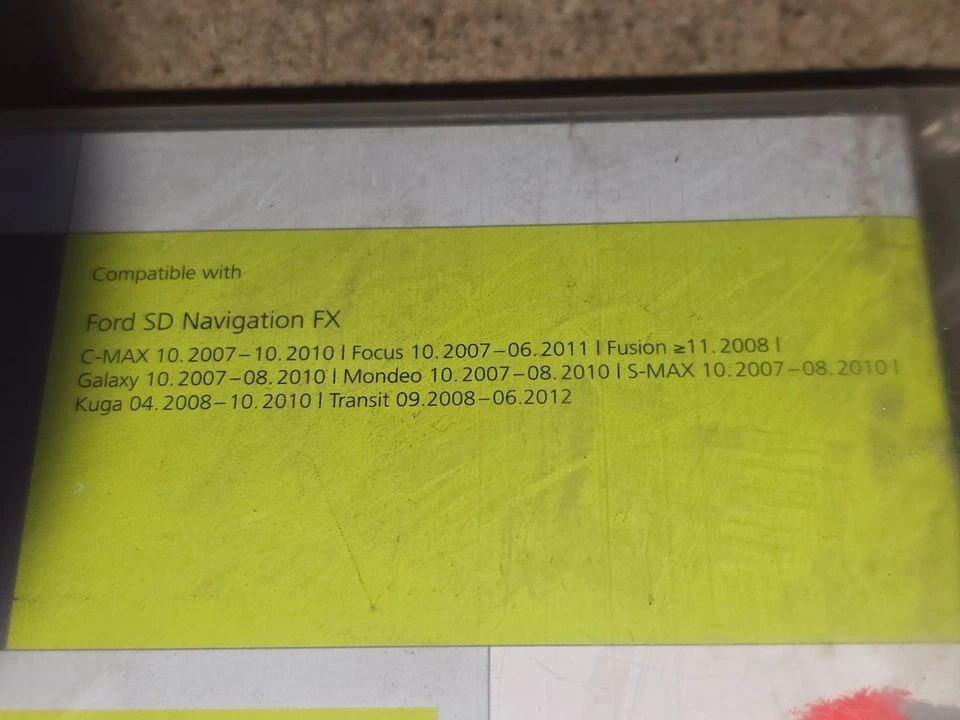 Compatible with
Ford SD Navigation FX
C-MAX 10.2007–10.2010 | Focus 10.2007–06.2011 | Fusion ≥11.2008 |
Galaxy 10.2007–08.2010 | Mondeo 10.2007–08.2010 | S-MAX 10.2007–08.2010 |
Kuga 04.2008–10.2010 | Transit 09.2008–06.2012